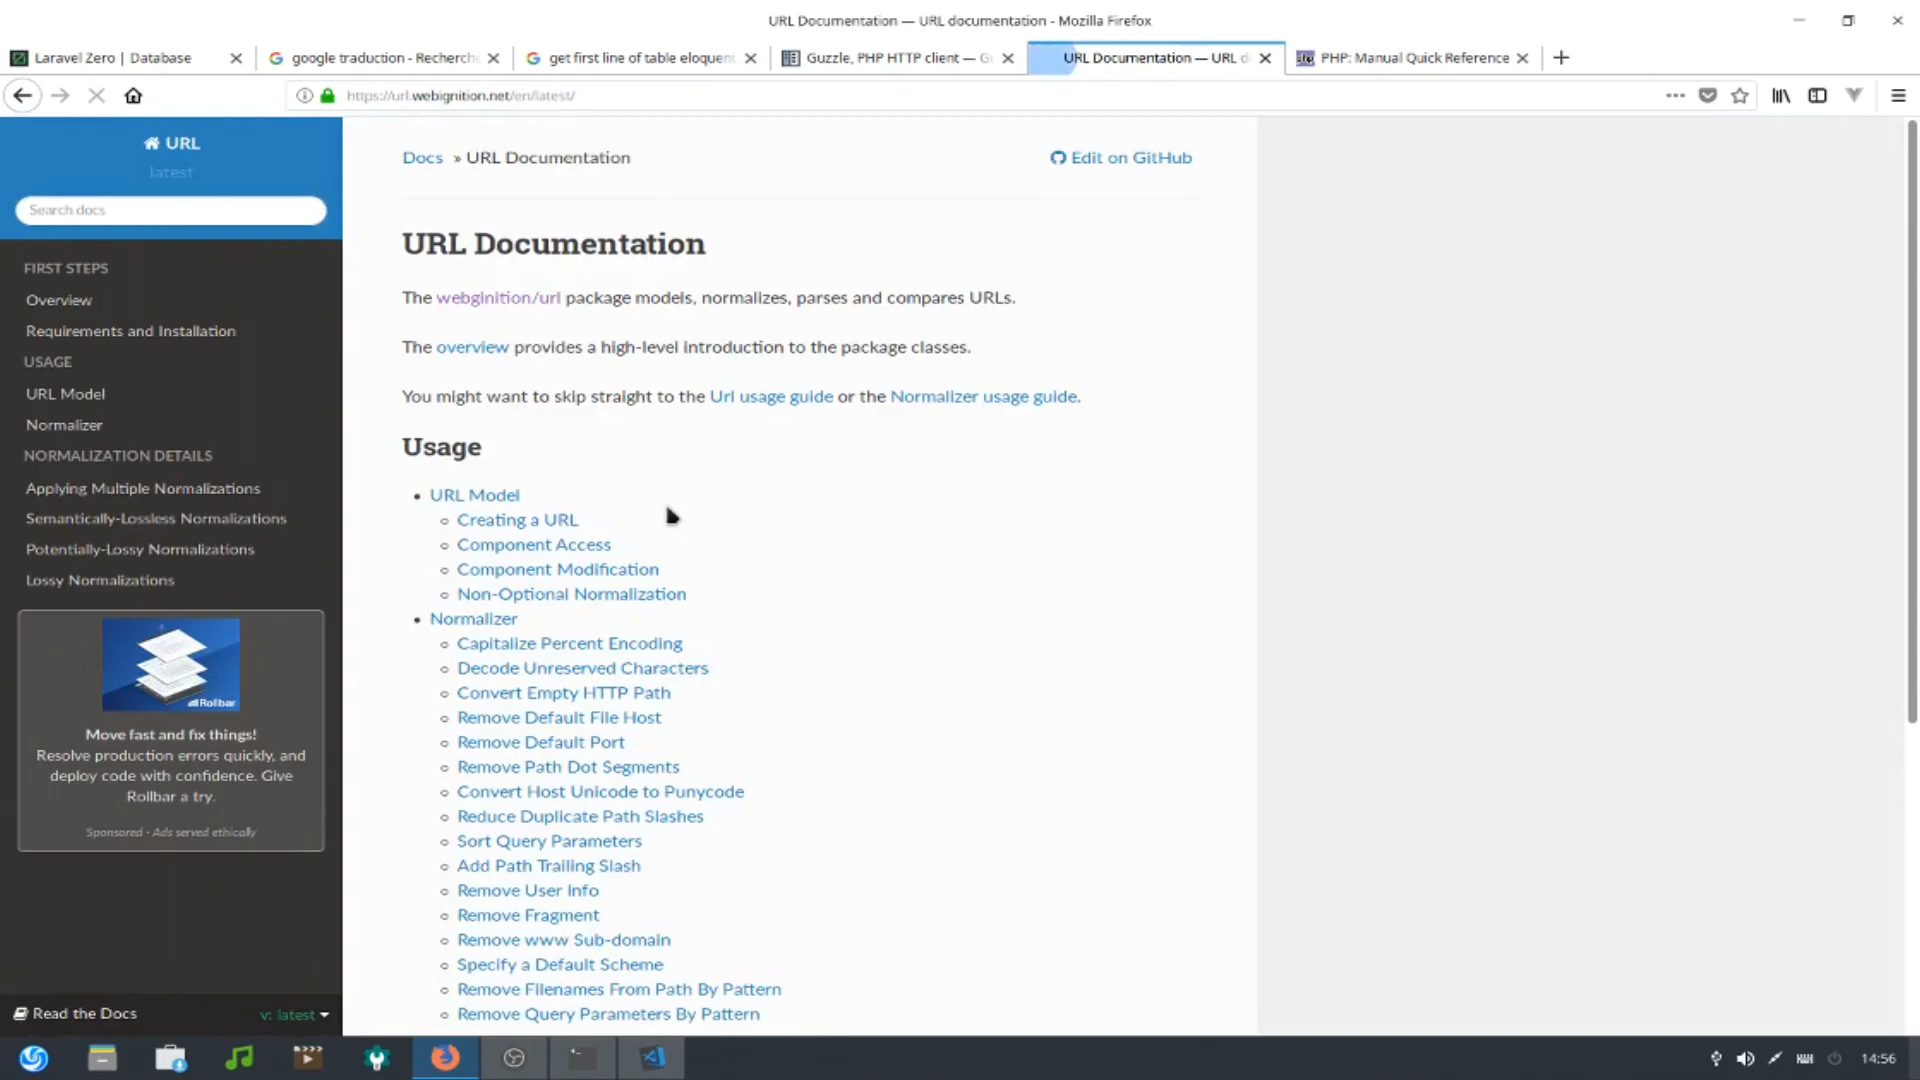 URL Documentation — URL documentation - Mozilla Firefox
Laravel Zero | Database
google traduction - Recherch
get first line of table eloquen
Guzzle, PHP HTTP client — G
URL Documentation — URL d
PHP: Manual Quick Reference
https://url.webignition.net/en/latest/
URL
latest
Search docs
FIRST STEPS
Overview
Requirements and Installation
USAGE
URL Model
Normalizer
NORMALIZATION DETAILS
Applying Multiple Normalizations
Semantically-Lossless Normalizations
Potentially-Lossy Normalizations
Lossy Normalizations
Rollbar
Move fast and fix things!
Resolve production errors quickly, and
deploy code with confidence. Give
Rollbar a try.
Sponsored · Ads served ethically
Read the Docs
v: latest
Docs » URL Documentation
Edit on GitHub
URL Documentation
The webginition/url package models, normalizes, parses and compares URLs.
The overview provides a high-level introduction to the package classes.
You might want to skip straight to the Url usage guide or the Normalizer usage guide.
Usage
URL Model
Creating a URL
Component Access
Component Modification
Non-Optional Normalization
Normalizer
Capitalize Percent Encoding
Decode Unreserved Characters
Convert Empty HTTP Path
Remove Default File Host
Remove Default Port
Remove Path Dot Segments
Convert Host Unicode to Punycode
Reduce Duplicate Path Slashes
Sort Query Parameters
Add Path Trailing Slash
Remove User Info
Remove Fragment
Remove www Sub-domain
Specify a Default Scheme
Remove Filenames From Path By Pattern
Remove Query Parameters By Pattern
14:56